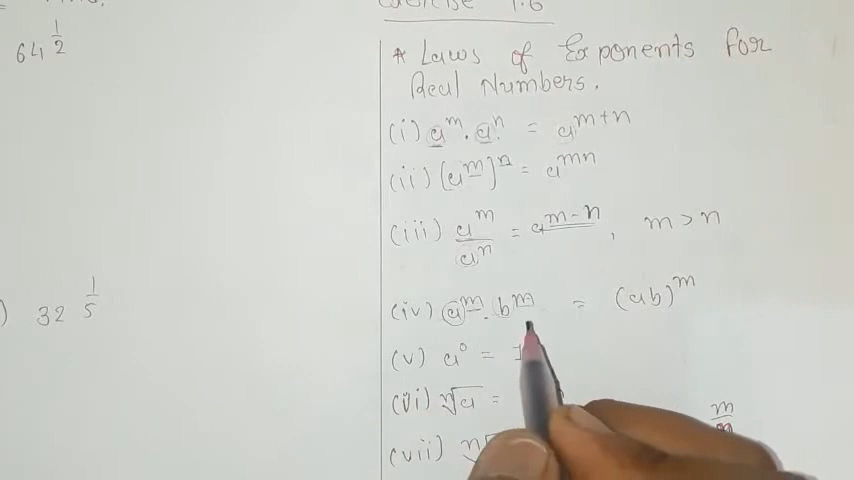 Exercise 1.6
64^{1/2}
* Laws of Exponents for
Real Numbers.
(i) a^m . a^n = a^{m+n}
(ii) (a^m)^n = a^{mn}
(iii) a^m/a^n = a^{m-n}, m > n
(iv) a^m . b^m = (ab)^m
) 32^{1/5}
(v) a^0 = 1
(vi) ⁿ√a =
(vii) n√ m